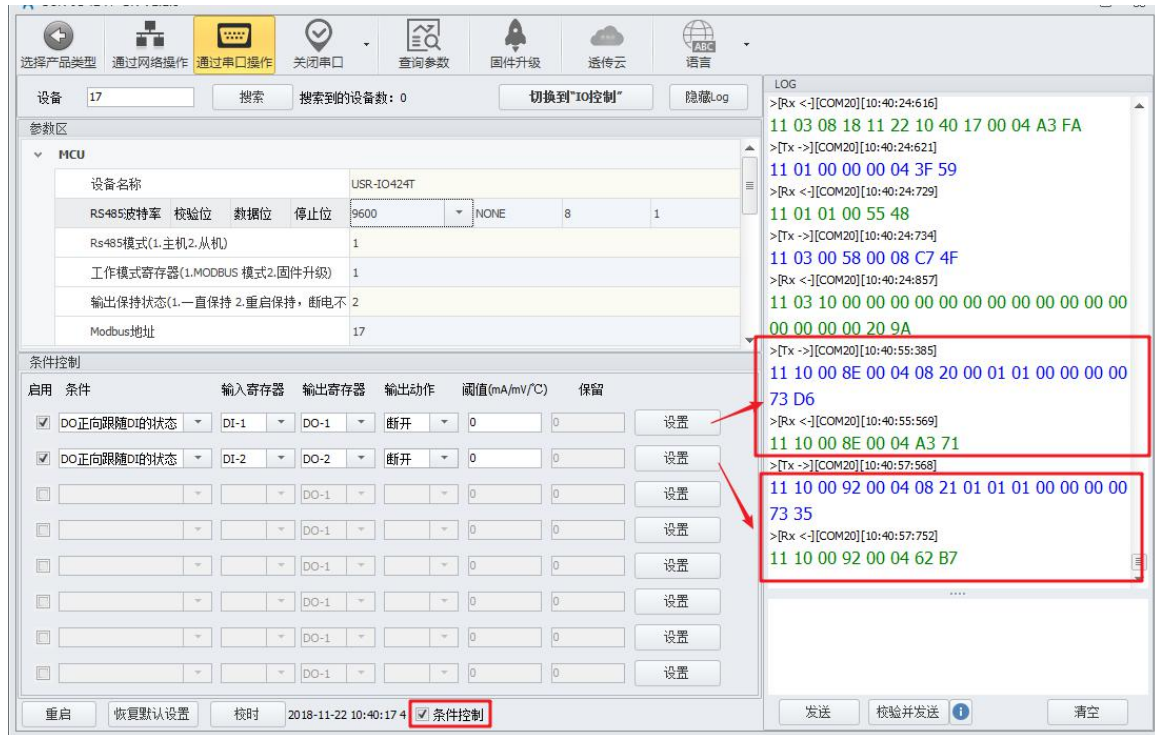 选择产品类型 通过网络操作 通过串口操作 关闭串口 查询参数 固件升级 透传云 语言
设备 17 搜索 搜索到的设备数：0 切换到"IO控制" 隐藏Log
参数区
MCU
设备名称 USR-IO424T
RS485波特率 校验位 数据位 停止位 9600 NONE 8 1
Rs485模式(1.主机2.从机) 1
工作模式寄存器(1.MODBUS 模式2.固件升级) 1
输出保持状态(1.一直保持 2.重启保持，断电不 2
Modbus地址 17
条件控制
启用 条件 输入寄存器 输出寄存器 输出动作 阈值(mA/mV/℃) 保留
DO正向跟随DI的状态 DI-1 DO-1 断开 0 0 设置
DO正向跟随DI的状态 DI-2 DO-2 断开 0 0 设置
DO-1 0 0 设置
DO-1 0 0 设置
DO-1 0 0 设置
DO-1 0 0 设置
DO-1 0 0 设置
DO-1 0 0 设置
重启 恢复默认设置 校时 2018-11-22 10:40:17 4 条件控制
LOG
>[Rx <-][COM20][10:40:24:616]
11 03 08 18 11 22 10 40 17 00 04 A3 FA
>[Tx ->][COM20][10:40:24:621]
11 01 00 00 00 04 3F 59
>[Rx <-][COM20][10:40:24:729]
11 01 01 00 55 48
>[Tx ->][COM20][10:40:24:734]
11 03 00 58 00 08 C7 4F
>[Rx <-][COM20][10:40:24:857]
11 03 10 00 00 00 00 00 00 00 00 00 00 00 00
00 00 00 00 20 9A
>[Tx ->][COM20][10:40:55:385]
11 10 00 8E 00 04 08 20 00 01 01 00 00 00 00
73 D6
>[Rx <-][COM20][10:40:55:569]
11 10 00 8E 00 04 A3 71
>[Tx ->][COM20][10:40:57:568]
11 10 00 92 00 04 08 21 01 01 01 00 00 00 00
73 35
>[Rx <-][COM20][10:40:57:752]
11 10 00 92 00 04 62 B7
发送 校验并发送 清空